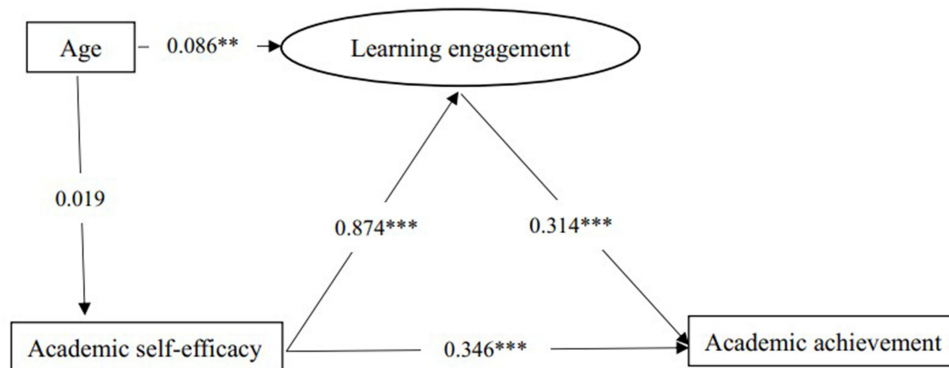 Age
0.086**
Learning engagement
0.019
0.874***
0.314***
Academic self-efficacy
0.346***
Academic achievement